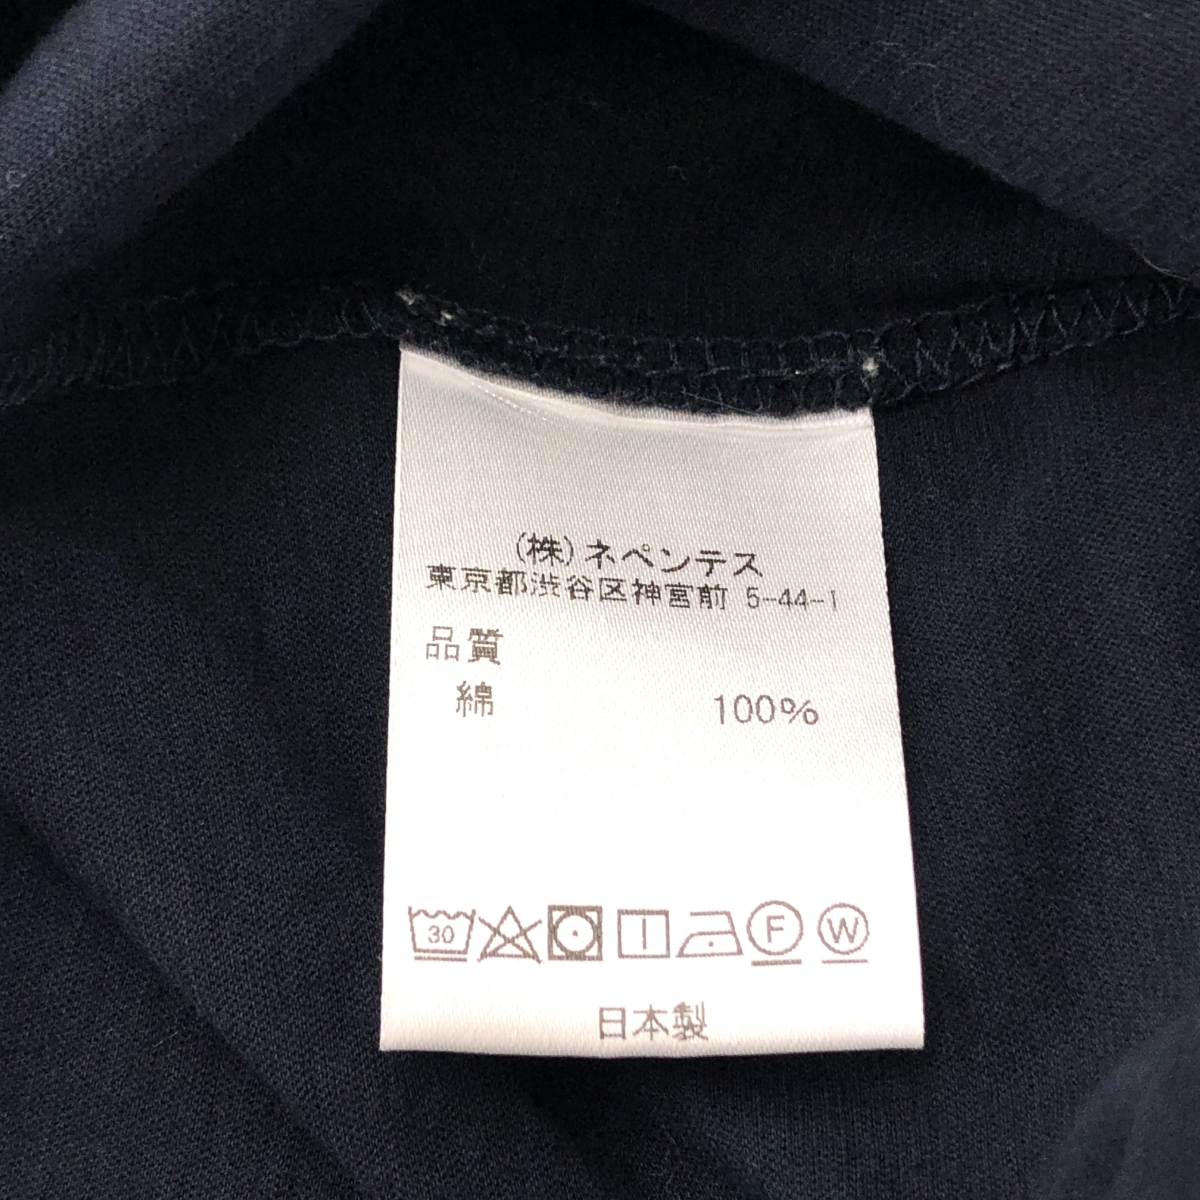 (株)ネペンテス
東京都渋谷区神宮前 5-44-1
品質
綿 100%
30 F W
日本製